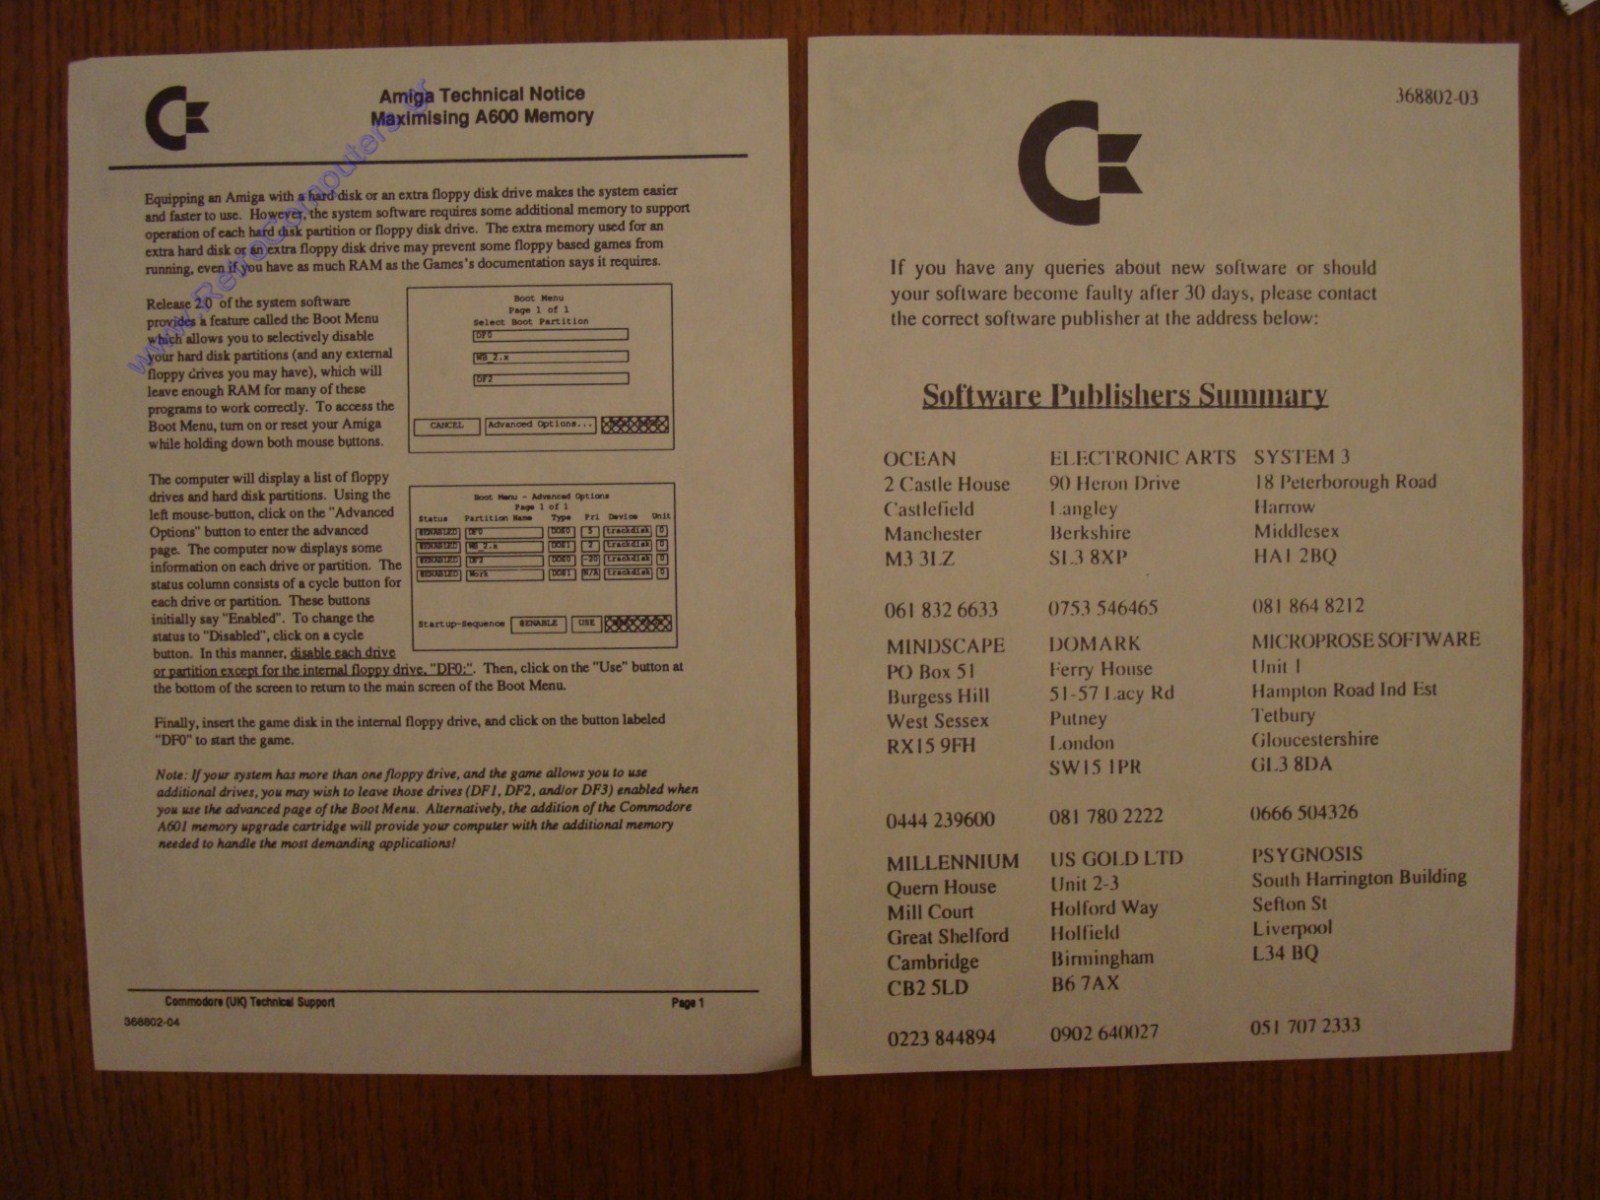 Amiga Technical Notice
Maximising A600 Memory
Equipping an Amiga with a hard disk or an extra floppy disk drive makes the system easier
and faster to use. However, the system software requires some additional memory to support
operation of each hard disk partition or floppy disk drive. The extra memory used for an
extra hard disk or an extra floppy disk drive may prevent some floppy based games from
running, even if you have as much RAM as the Games's documentation says it requires.
Release 2.0 of the system software
provides a feature called the Boot Menu
which allows you to selectively disable
your hard disk partitions (and any external
floppy drives you may have), which will
leave enough RAM for many of these
programs to work correctly. To access the
Boot Menu, turn on or reset your Amiga
while holding down both mouse buttons.
Boot Menu
Page 1 of 1
Select Boot Partition
DF0
WB_2.x
DF2
CANCEL Advanced Options...
The computer will display a list of floppy
drives and hard disk partitions. Using the
left mouse-button, click on the "Advanced
Options" button to enter the advanced
page. The computer now displays some
information on each drive or partition. The
status column consists of a cycle button for
each drive or partition. These buttons
initially say "Enabled". To change the
status to "Disabled", click on a cycle
button. In this manner, disable each drive
or partition except for the internal floppy drive, "DF0:". Then, click on the "Use" button at
the bottom of the screen to return to the main screen of the Boot Menu.
Boot Menu - Advanced Options
Page 1 of 1
Status Partition Name Type Pri Device Unit
ENABLED DF0 DOS0 5 trackdisk 0
ENABLED WB_2.x DOS1 2 trackdisk 0
ENABLED DF2 DOS0 -20 trackdisk 0
ENABLED Work DOS1 N/A trackdisk 0
Startup-Sequence ENABLE USE
Finally, insert the game disk in the internal floppy drive, and click on the button labeled
"DF0" to start the game.
Note: If your system has more than one floppy drive, and the game allows you to use
additional drives, you may wish to leave those drives (DF1, DF2, and/or DF3) enabled when
you use the advanced page of the Boot Menu. Alternatively, the addition of the Commodore
A601 memory upgrade cartridge will provide your computer with the additional memory
needed to handle the most demanding applications!
Commodore (UK) Technical Support Page 1
368802-04
www.RetroComputers.gr
368802-03
If you have any queries about new software or should
your software become faulty after 30 days, please contact
the correct software publisher at the address below:
Software Publishers Summary
OCEAN
2 Castle House
Castlefield
Manchester
M3 3LZ
061 832 6633
ELECTRONIC ARTS
90 Heron Drive
Langley
Berkshire
SL3 8XP
0753 546465
SYSTEM 3
18 Peterborough Road
Harrow
Middlesex
HA1 2BQ
081 864 8212
MINDSCAPE
PO Box 51
Burgess Hill
West Sessex
RX15 9FH
0444 239600
DOMARK
Ferry House
51-57 Lacy Rd
Putney
London
SW15 1PR
081 780 2222
MICROPROSE SOFTWARE
Unit 1
Hampton Road Ind Est
Tetbury
Gloucestershire
GL3 8DA
0666 504326
MILLENNIUM
Quern House
Mill Court
Great Shelford
Cambridge
CB2 5LD
0223 844894
US GOLD LTD
Unit 2-3
Holford Way
Holfield
Birmingham
B6 7AX
0902 640027
PSYGNOSIS
South Harrington Building
Sefton St
Liverpool
L34 BQ
051 707 2333